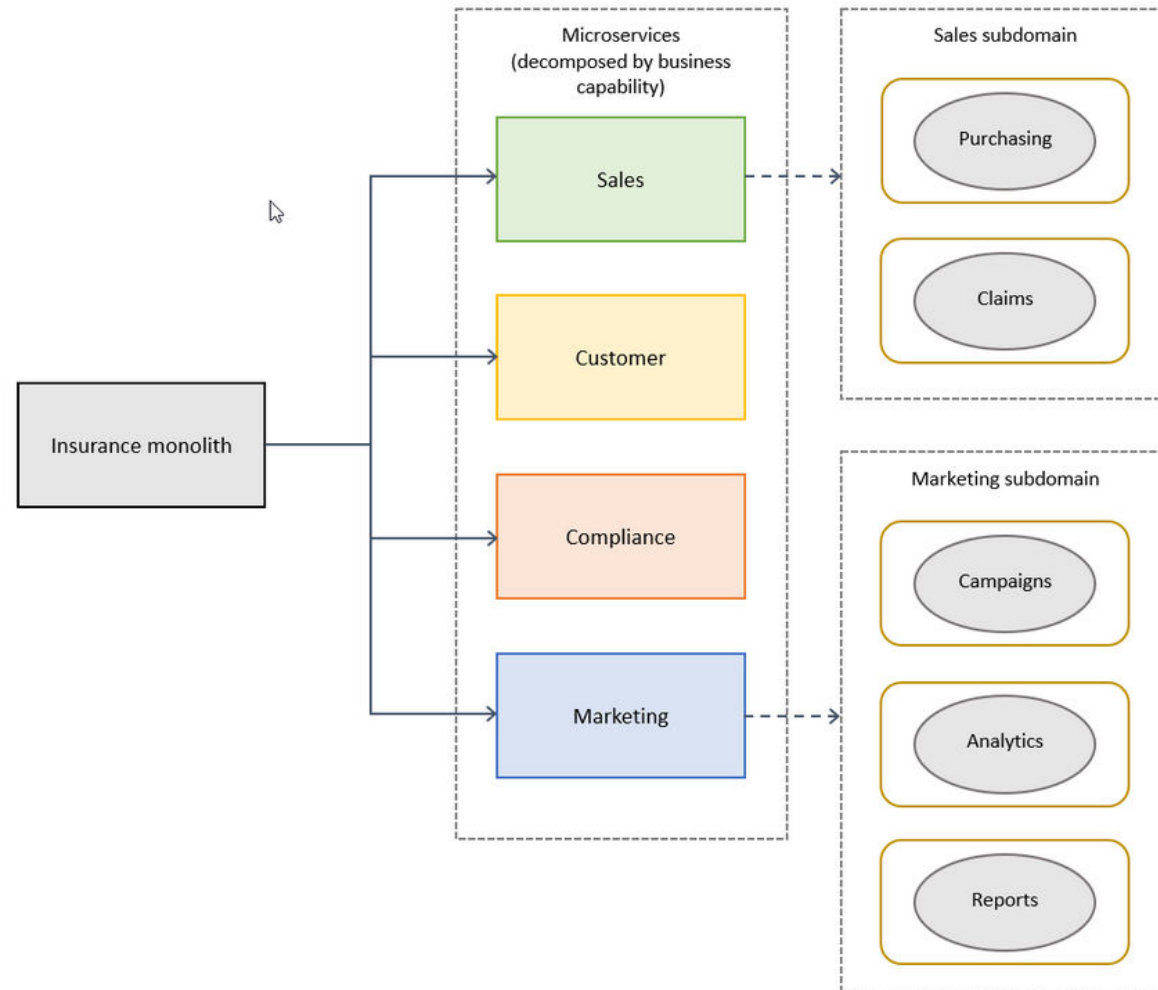 Microservices
(decomposed by business
capability)
Sales subdomain
Purchasing
Sales
Claims
Customer
Insurance monolith
Marketing subdomain
Compliance
Campaigns
Marketing
Analytics
Reports